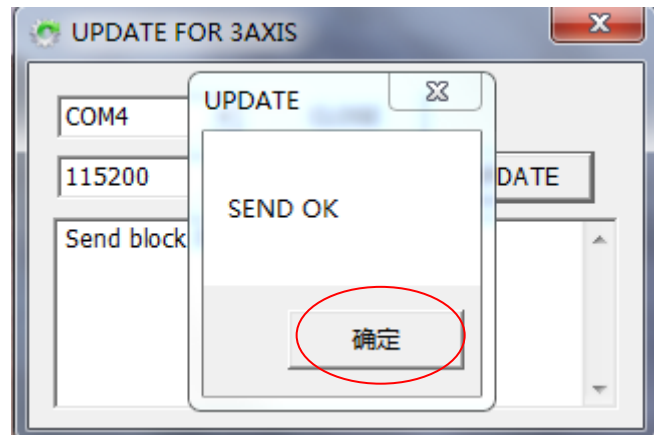 UPDATE FOR 3AXIS
UPDATE
COM4
115200
DATE
SEND OK
Send block
确定